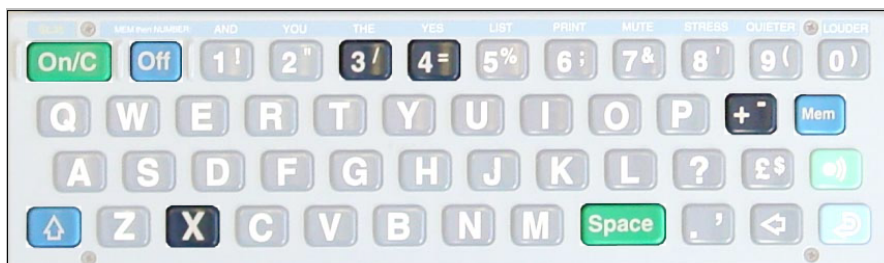 MEM then NUMBER: AND YOU THE YES LIST PRINT MUTE STRESS QUIETER LOUDER
On/C Off 1! 2" 3/ 4= 5% 6; 7& 8' 9( 0)
Q W E R T Y U I O P +- Mem
A S D F G H J K L ? £$
Z X C V B N M Space .'